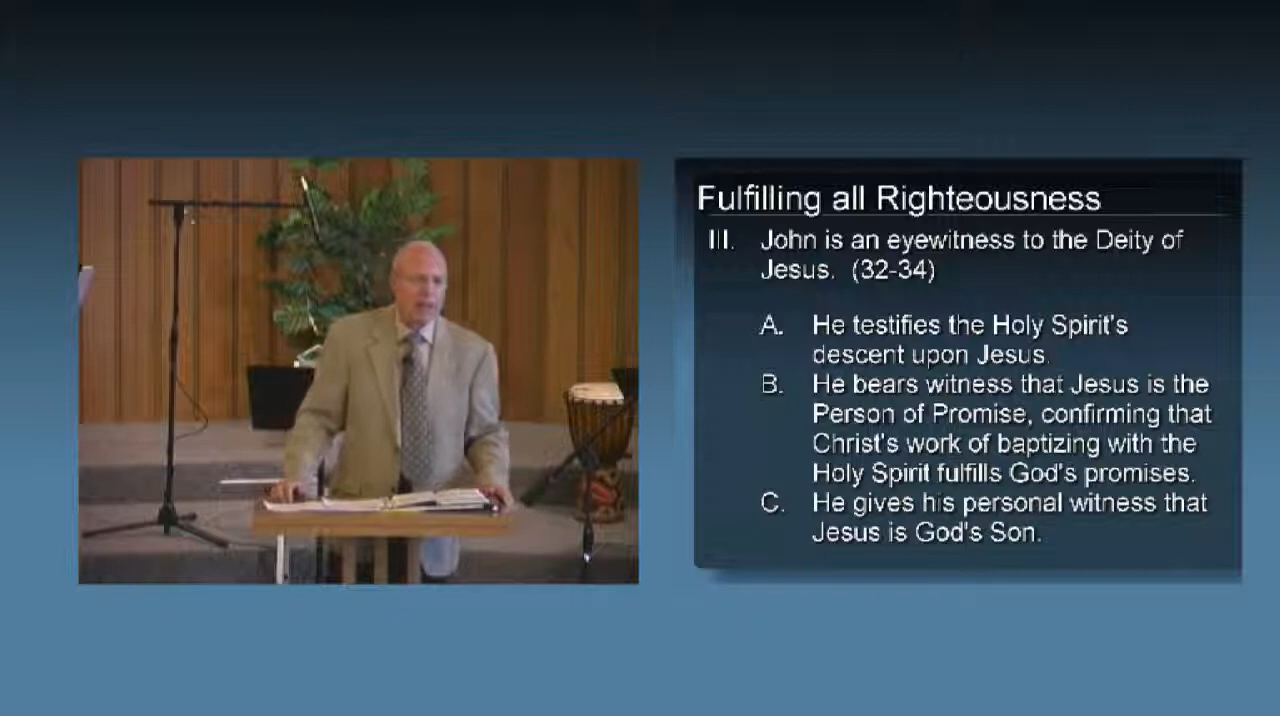 Fulfilling all Righteousness
III. John is an eyewitness to the Deity of
Jesus. (32-34)
A. He testifies the Holy Spirit's
descent upon Jesus.
B. He bears witness that Jesus is the
Person of Promise, confirming that
Christ's work of baptizing with the
Holy Spirit fulfills God's promises.
C. He gives his personal witness that
Jesus is God's Son.